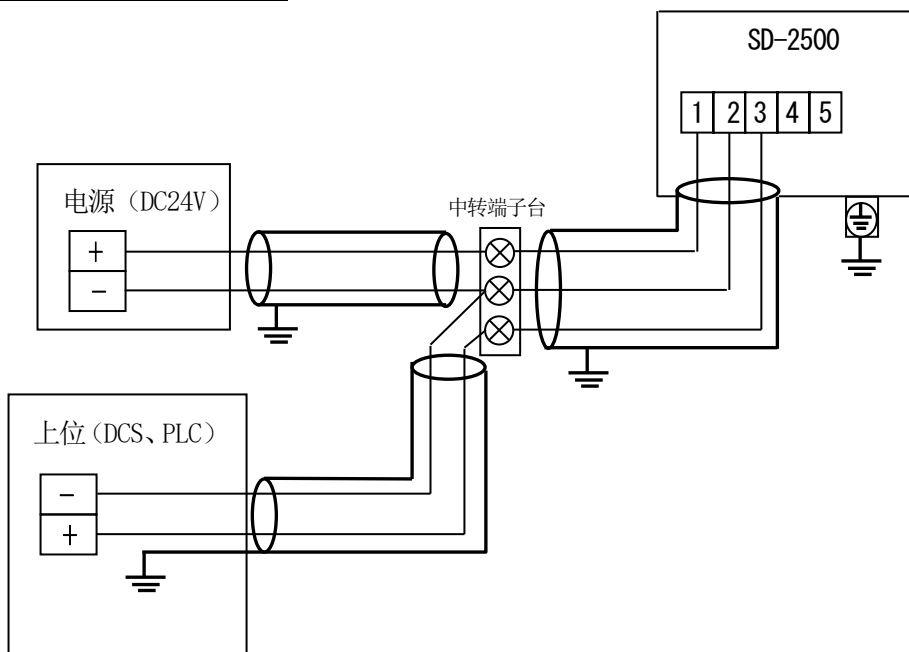 SD-2500
1 2 3 4 5
电源（DC24V）
+
−
中转端子台
上位（DCS、PLC）
−
+